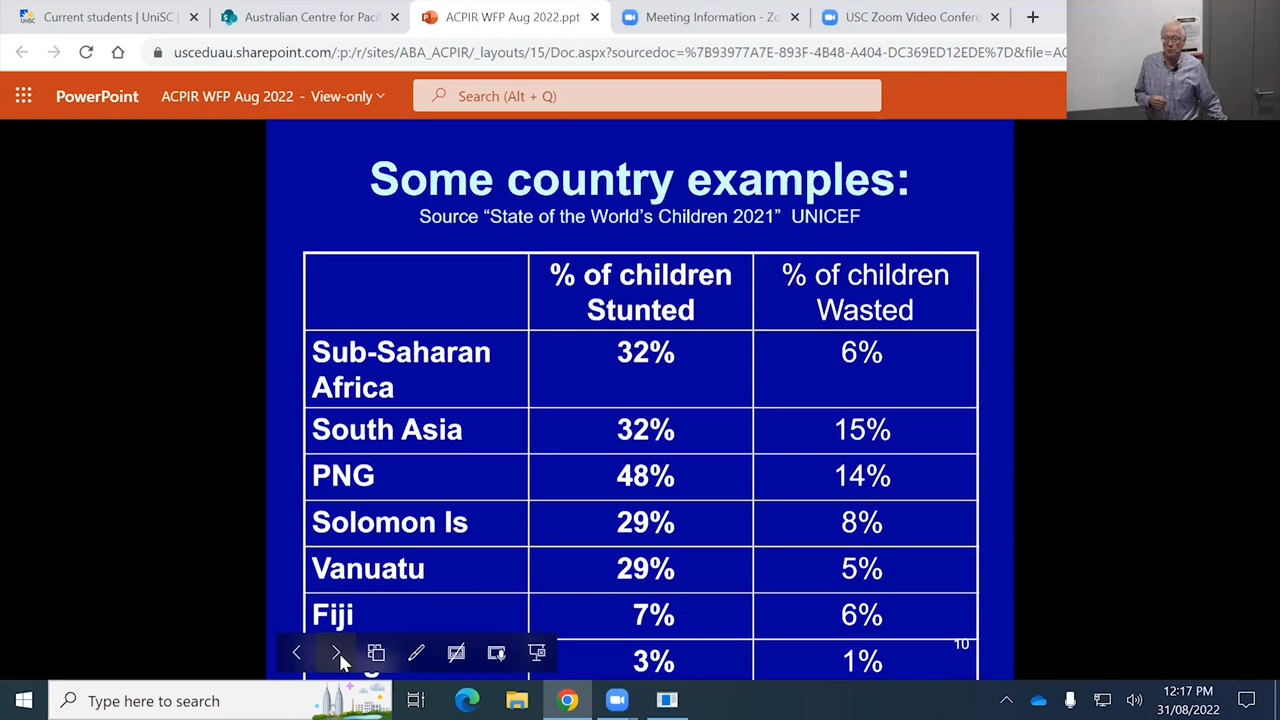 Current students | UniSC |
Australian Centre for Pacif
ACPIR WFP Aug 2022.ppt
Meeting Information - Zo
USC Zoom Video Confere
usceduau.sharepoint.com/:p:/r/sites/ABA_ACPIR/_layouts/15/Doc.aspx?sourcedoc=%7B93977A7E-893F-4B48-A404-DC369ED12EDE%7D&file=AC
PowerPoint
ACPIR WFP Aug 2022 - View-only
Search (Alt + Q)
Some country examples:
Source “State of the World’s Children 2021” UNICEF
% of children Stunted
% of children Wasted
Sub-Saharan Africa
32%
6%
South Asia
32%
15%
PNG
48%
14%
Solomon Is
29%
8%
Vanuatu
29%
5%
Fiji
7%
6%
3%
1%
10
Type here to search
12:17 PM
31/08/2022